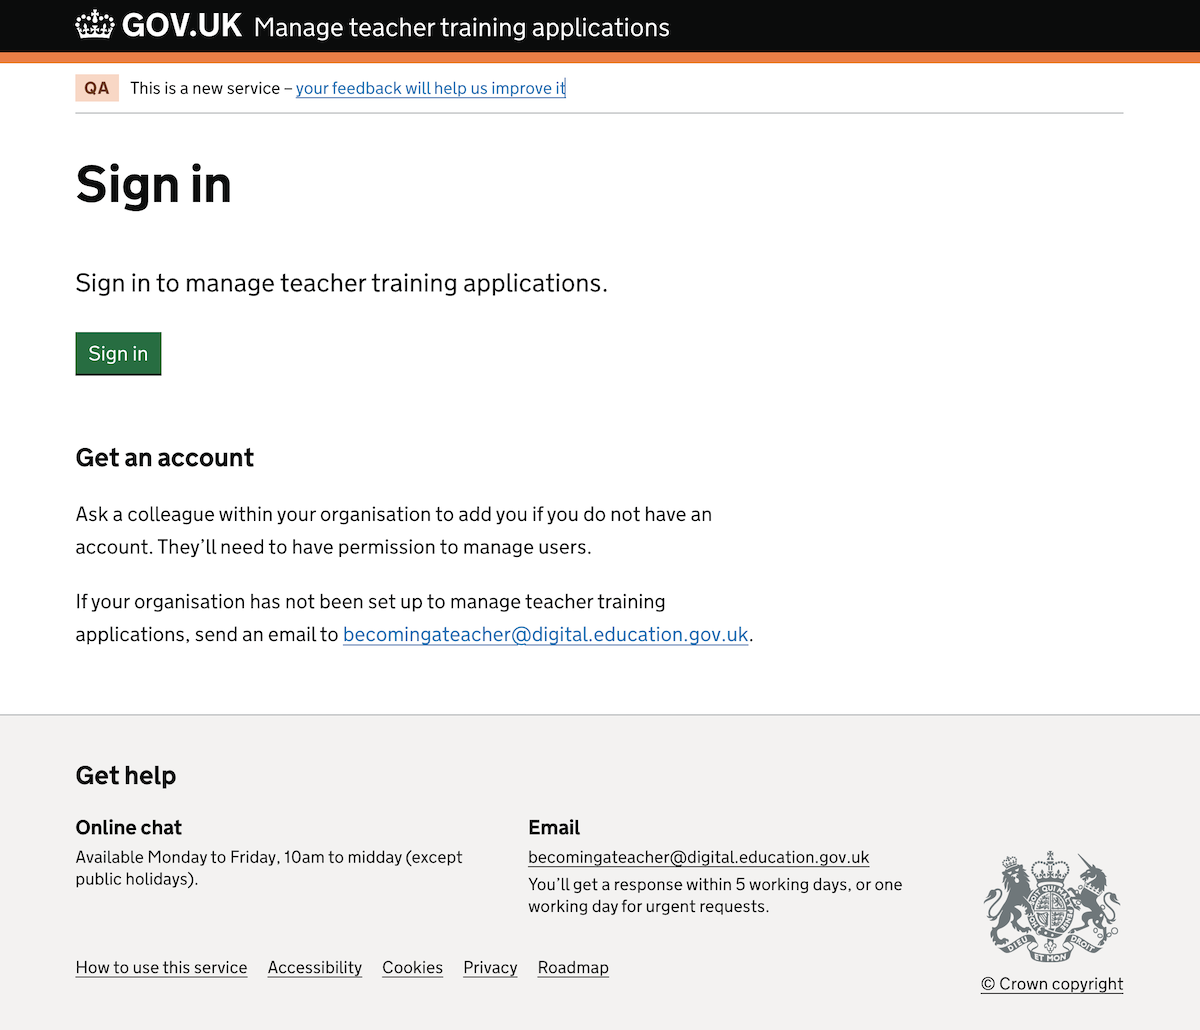 GOV.UK Manage teacher training applications
QA This is a new service – your feedback will help us improve it
Sign in
Sign in to manage teacher training applications.
Sign in
Get an account
Ask a colleague within your organisation to add you if you do not have an
account. They’ll need to have permission to manage users.
If your organisation has not been set up to manage teacher training
applications, send an email to becomingateacher@digital.education.gov.uk.
Get help
Online chat
Available Monday to Friday, 10am to midday (except
public holidays).
Email
becomingateacher@digital.education.gov.uk
You’ll get a response within 5 working days, or one
working day for urgent requests.
How to use this service Accessibility Cookies Privacy Roadmap
DIEU ET MON DROIT
© Crown copyright